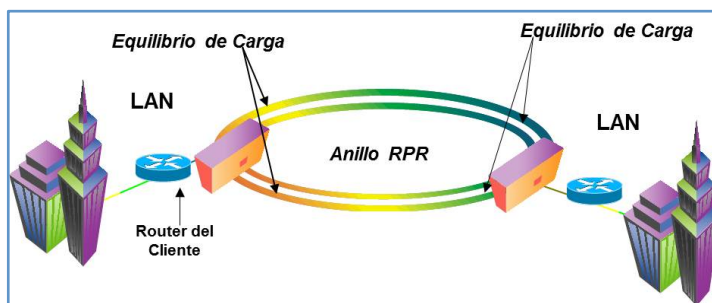 Equilibrio de Carga
Equilibrio de Carga
LAN
LAN
Anillo RPR
Router del
Cliente